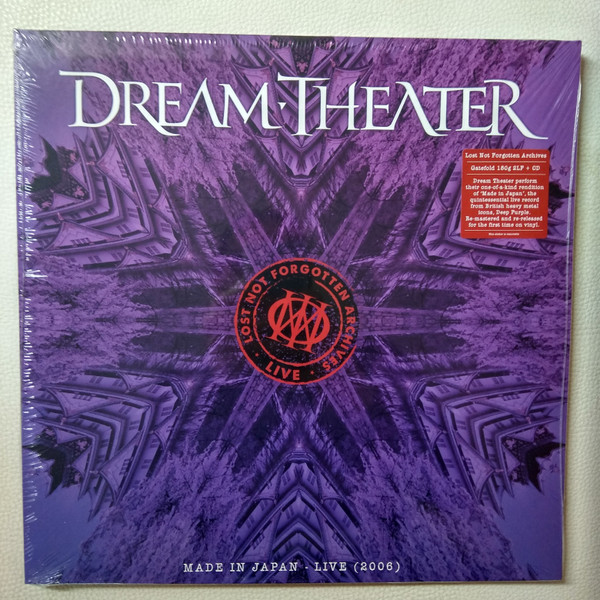 DREAM·THEATER
Lost Not Forgotten Archives
Gatefold 180g 2LP + CD
Dream Theater perform
their one-of-a-kind rendition
of 'Made in Japan', the
quintessential live record
from British heavy metal
icons, Deep Purple.
Re-mastered and re-released
for the first time on vinyl.
LOST NOT FORGOTTEN ARCHIVES
· LIVE ·
MADE IN JAPAN - LIVE (2006)